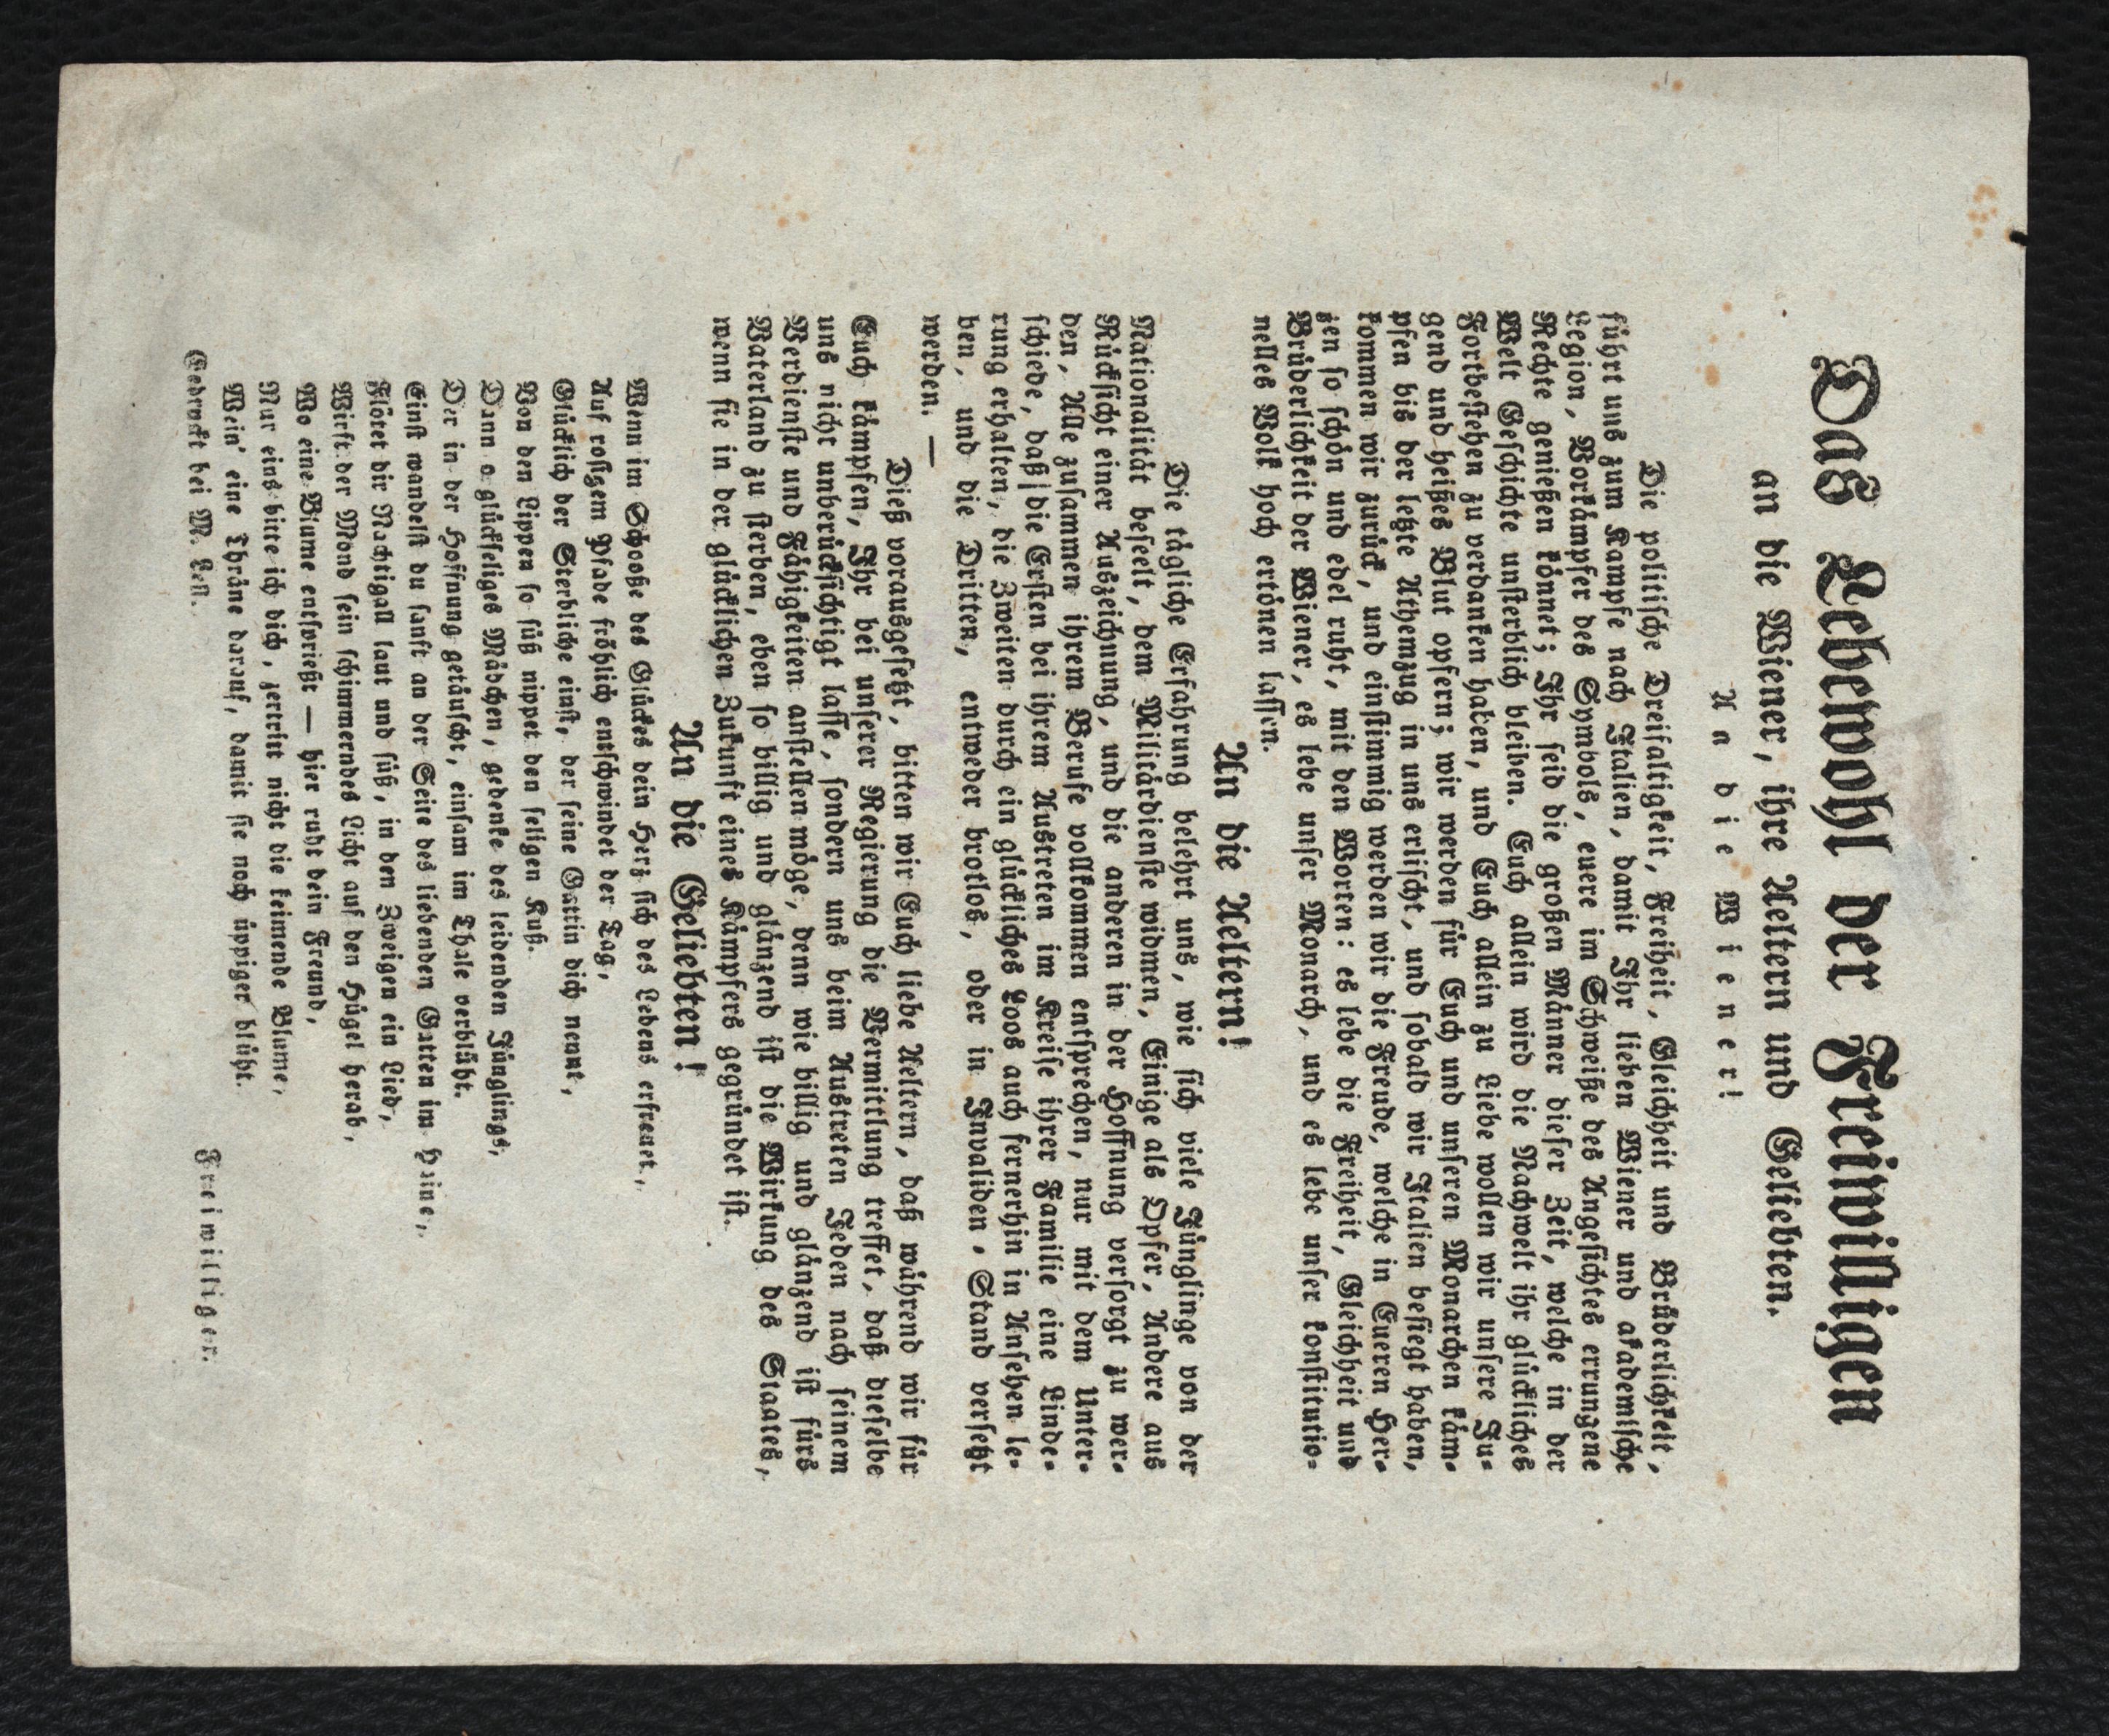 Das Lebewohl der Freiwilligen
an die Wiener, ihre Aeltern und Geliebten.
An die Wiener!
Die politische Dreifaltigkeit, Freiheit, Gleichheit und Brüderlichkeit,
führt uns zum Kampfe nach Italien, damit Ihr lieben Wiener und akademische
Legion, Vorkämpfer des Symbols, euere im Schweiße des Angesichtes errungene
Rechte genießen könnet; Ihr seid die großen Männer dieser Zeit, welche in der
Welt Geschichte unsterblich bleiben. Euch allein wird die Nachwelt ihr glückliches
Fortbestehen zu verdanken haben, und Euch allein zu Liebe wollen wir unsere Ju-
gend und heißes Blut opfern; wir werden für Euch und unseren Monarchen käm-
pfen bis der letzte Athemzug in uns erlischt, und sobald wir Italien besiegt haben,
kommen wir zurück, und einstimmig werden wir die Freude, welche in Eueren Her-
zen so schön und edel ruht, mit den Worten: es lebe die Freiheit, Gleichheit und
Brüderlichkeit der Wiener, es lebe unser Monarch, und es lebe unser konstitutio-
nelles Volk hoch ertönen lassen.
An die Aeltern!
Die tägliche Erfahrung belehrt uns, wie sich viele Jünglinge von der
Nationalität beseelt, dem Militärdienste widmen, Einige als Opfer, Andere aus
Rücksicht einer Auszeichnung, und die anderen in der Hoffnung versorgt zu wer-
den, Alle zusammen ihrem Berufe vollkommen entsprechen, nur mit dem Unter-
schiede, daß die Ersten bei ihrem Austreten im Kreise ihrer Familie eine Linde-
rung erhalten, die Zweiten durch ein glückliches Loos auch fernerhin in Ansehen le-
ben, und die Dritten, entweder brotlos, oder in Invaliden-Stand versetzt
werden. —
Dieß vorausgesetzt, bitten wir Euch liebe Aeltern, daß während wir für
Euch kämpfen, Ihr bei unserer Regierung die Vermittlung treffet, daß dieselbe
uns nicht unberücksichtigt lasse, sondern uns beim Austreten Jeden nach seinem
Verdienste und Fähigkeiten anstellen möge, denn wie billig und glänzend ist fürs
Vaterland zu sterben, eben so billig und glänzend ist die Wirkung des Staates,
wenn sie in der glücklichen Zukunft eines Kämpfers gegründet ist.
An die Geliebten!
Wenn im Schooße des Glückes dein Herz sich des Lebens erfreuet,
Auf rosigem Pfade fröhlich entschwindet der Tag,
Glücklich der Sterbliche einst, der seine Gattin dich nennt,
Von den Lippen so süß nippet den seligen Kuß.
Dann o glückseliges Mädchen, gedenke des leidenden Jünglings,
Der in der Hoffnung getäuscht, einsam im Thale verblüht.
Einst wandelst du sanft an der Seite des liebenden Gatten im Haine,
Flötet dir Nachtigall laut und süß, in den Zweigen ein Lied,
Wirft der Mond sein schimmerndes Licht auf den Hügel herab,
Wo eine Blume entsprießt — hier ruht dein Freund,
Nur eins bitte ich dich, zertritt nicht die keimende Blume,
Wein' eine Thräne darauf, damit sie noch üppiger blüht.
Freiwilliger.
Gedruckt bei M. Lell.